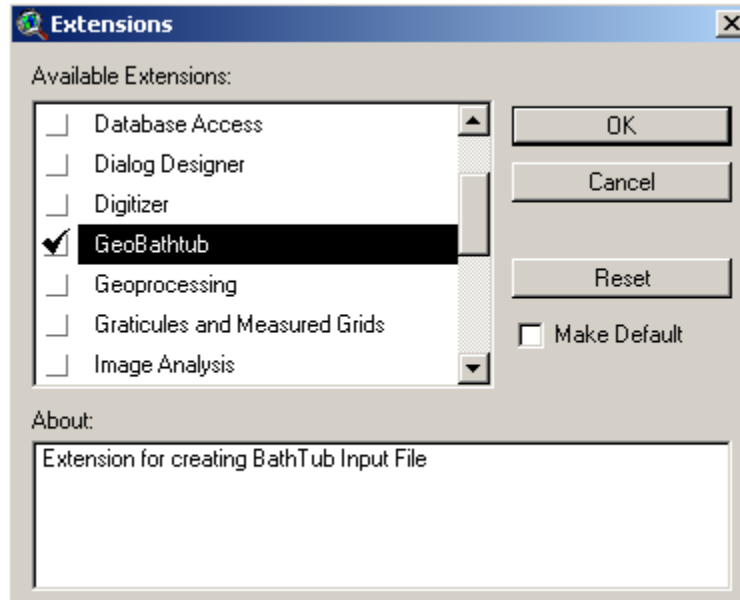 Extensions
Available Extensions:
Database Access
Dialog Designer
Digitizer
GeoBathtub
Geoprocessing
Graticules and Measured Grids
Image Analysis
OK
Cancel
Reset
Make Default
About:
Extension for creating BathTub Input File